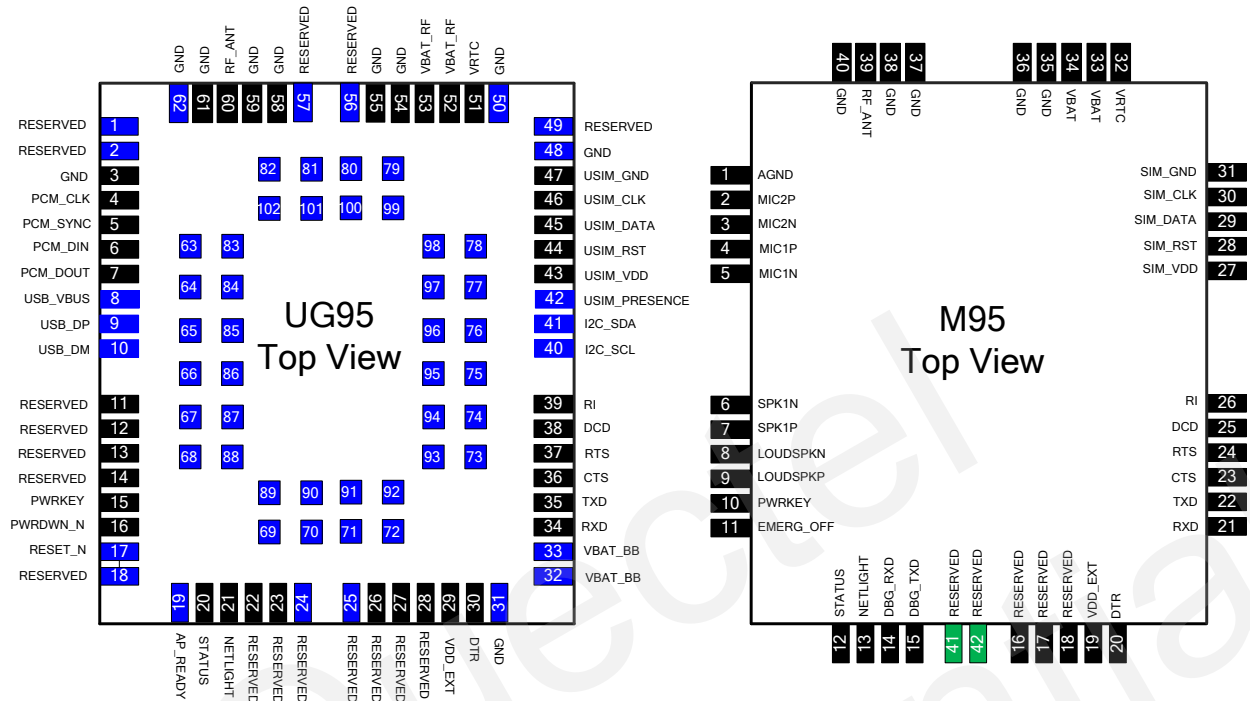 GND GND RF_ANT GND GND RESERVED RESERVED GND GND VBAT_RF VBAT_RF VRTC GND
62 61 60 59 58 57 56 55 54 53 52 51 50
RESERVED 1
RESERVED 2
GND 3
PCM_CLK 4
PCM_SYNC 5
PCM_DIN 6
PCM_DOUT 7
USB_VBUS 8
USB_DP 9
USB_DM 10
RESERVED 11
RESERVED 12
RESERVED 13
RESERVED 14
PWRKEY 15
PWRDWN_N 16
RESET_N 17
RESERVED 18
82 81 80 79
102 101 100 99
63 83 98 78
64 84 97 77
65 85 96 76
66 86 95 75
67 87 94 74
68 88 93 73
89 90 91 92
69 70 71 72
UG95
Top View
49 RESERVED
48 GND
47 USIM_GND
46 USIM_CLK
45 USIM_DATA
44 USIM_RST
43 USIM_VDD
42 USIM_PRESENCE
41 I2C_SDA
40 I2C_SCL
39 RI
38 DCD
37 RTS
36 CTS
35 TXD
34 RXD
33 VBAT_BB
32 VBAT_BB
19 20 21 22 23 24 25 26 27 28 29 30 31
AP_READY STATUS NETLIGHT RESERVED RESERVED RESERVED RESERVED RESERVED RESERVED RESERVED VDD_EXT DTR GND
40 39 38 37 36 35 34 33 32
GND RF_ANT GND GND GND GND VBAT VBAT VRTC
1 AGND
2 MIC2P
3 MIC2N
4 MIC1P
5 MIC1N
6 SPK1N
7 SPK1P
8 LOUDSPKN
9 LOUDSPKP
10 PWRKEY
11 EMERG_OFF
M95
Top View
SIM_GND 31
SIM_CLK 30
SIM_DATA 29
SIM_RST 28
SIM_VDD 27
RI 26
DCD 25
RTS 24
CTS 23
TXD 22
RXD 21
STATUS NETLIGHT DBG_RXD DBG_TXD RESERVED RESERVED RESERVED RESERVED RESERVED VDD_EXT DTR
12 13 14 15 41 42 16 17 18 19 20
Quectel